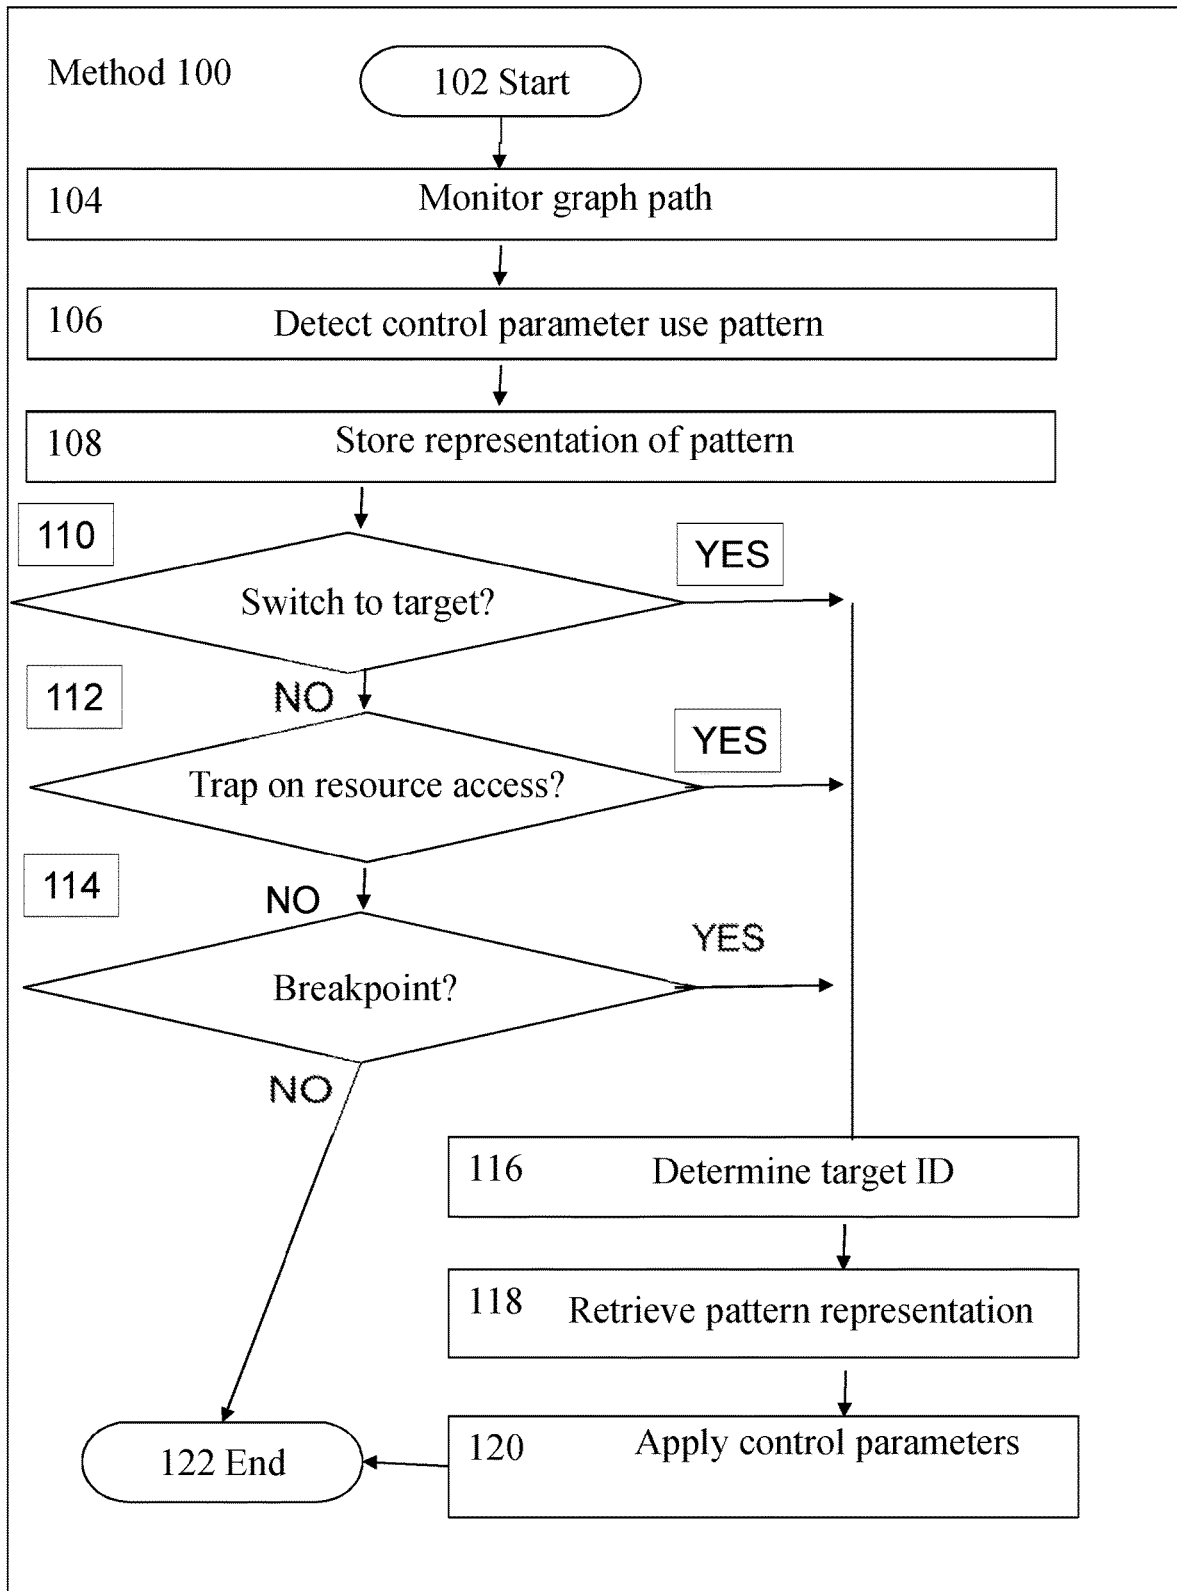 Method 100
102 Start
104 Monitor graph path
106 Detect control parameter use pattern
108 Store representation of pattern
110
YES
Switch to target?
NO
112
YES
Trap on resource access?
NO
114
YES
Breakpoint?
NO
116 Determine target ID
118 Retrieve pattern representation
120 Apply control parameters
122 End